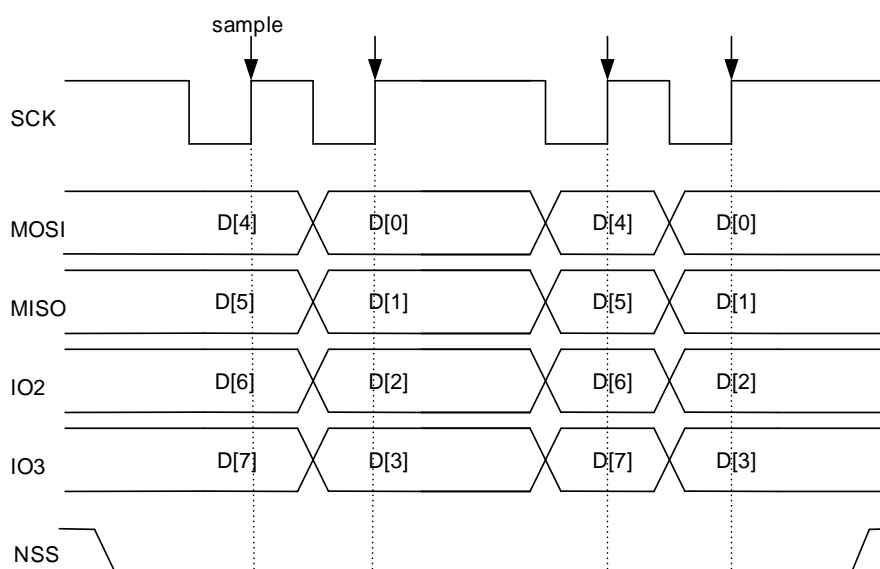 sample
SCK
MOSI D[4] D[0] D[4] D[0]
MISO D[5] D[1] D[5] D[1]
IO2 D[6] D[2] D[6] D[2]
IO3 D[7] D[3] D[7] D[3]
NSS